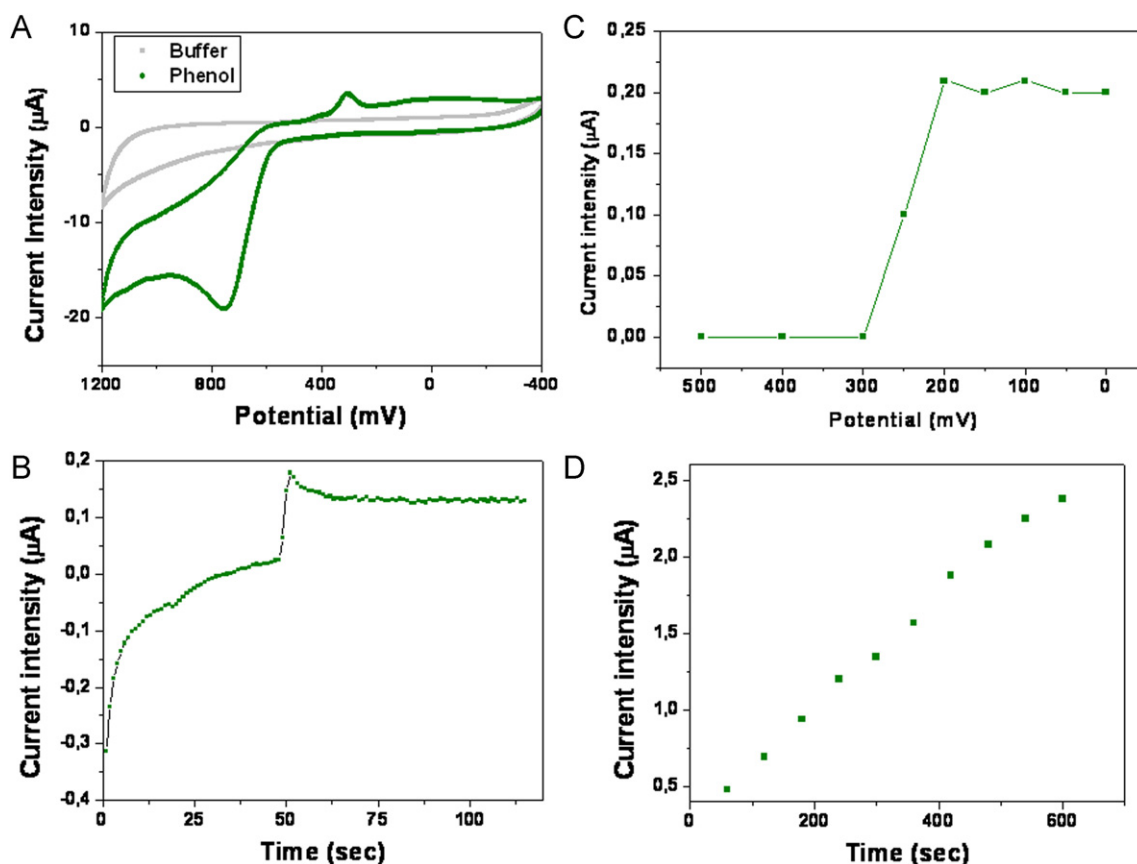 A
Current Intensity (µA)
10
0
-10
-20
Buffer
Phenol
1200 800 400 0 -400
Potential (mV)
C
Current intensity (µA)
0,25
0,20
0,15
0,10
0,05
0,00
500 400 300 200 100 0
Potential (mV)
B
Current intensity (µA)
0,2
0,1
0,0
-0,1
-0,2
-0,3
-0,4
0 25 50 75 100
Time (sec)
D
Current intensity (µA)
2,5
2,0
1,5
1,0
0,5
0 200 400 600
Time (sec)